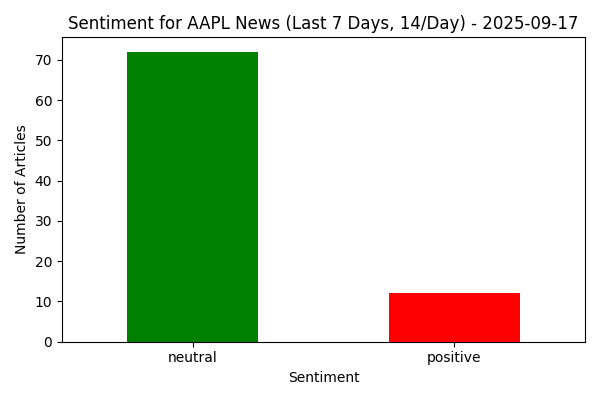 Sentiment for AAPL News (Last 7 Days, 14/Day) - 2025-09-17
Number of Articles
70
60
50
40
30
20
10
0
neutral
positive
Sentiment